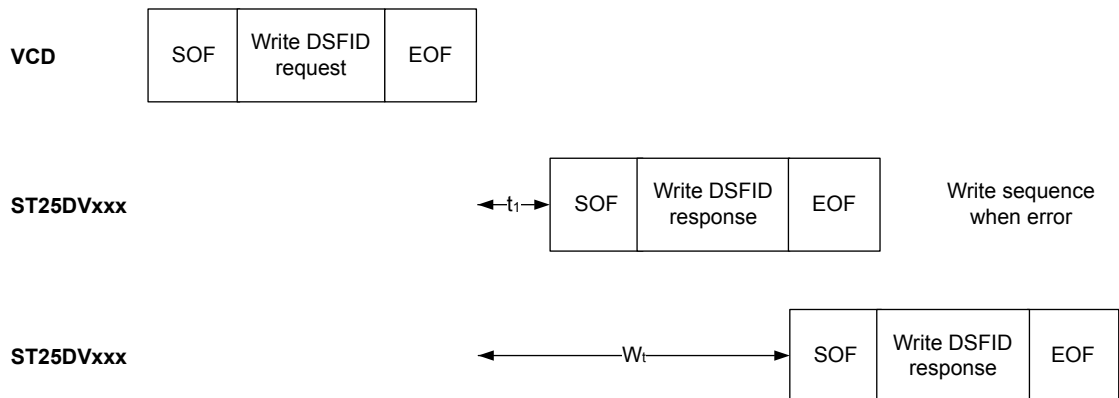 VCD
SOF
Write DSFID
request
EOF
ST25DVxxx
t₁
SOF
Write DSFID
response
EOF
Write sequence
when error
ST25DVxxx
Wₜ
SOF
Write DSFID
response
EOF